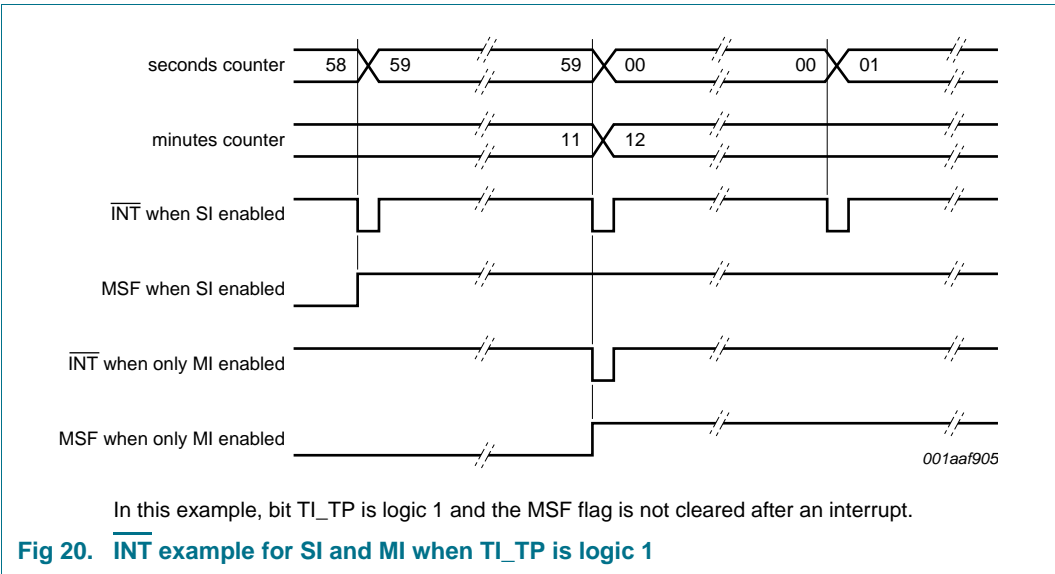 seconds counter 58 59 59 00 00 01
minutes counter 11 12
INT when SI enabled
MSF when SI enabled
INT when only MI enabled
MSF when only MI enabled
001aaf905
In this example, bit TI_TP is logic 1 and the MSF flag is not cleared after an interrupt.
Fig 20. INT example for SI and MI when TI_TP is logic 1